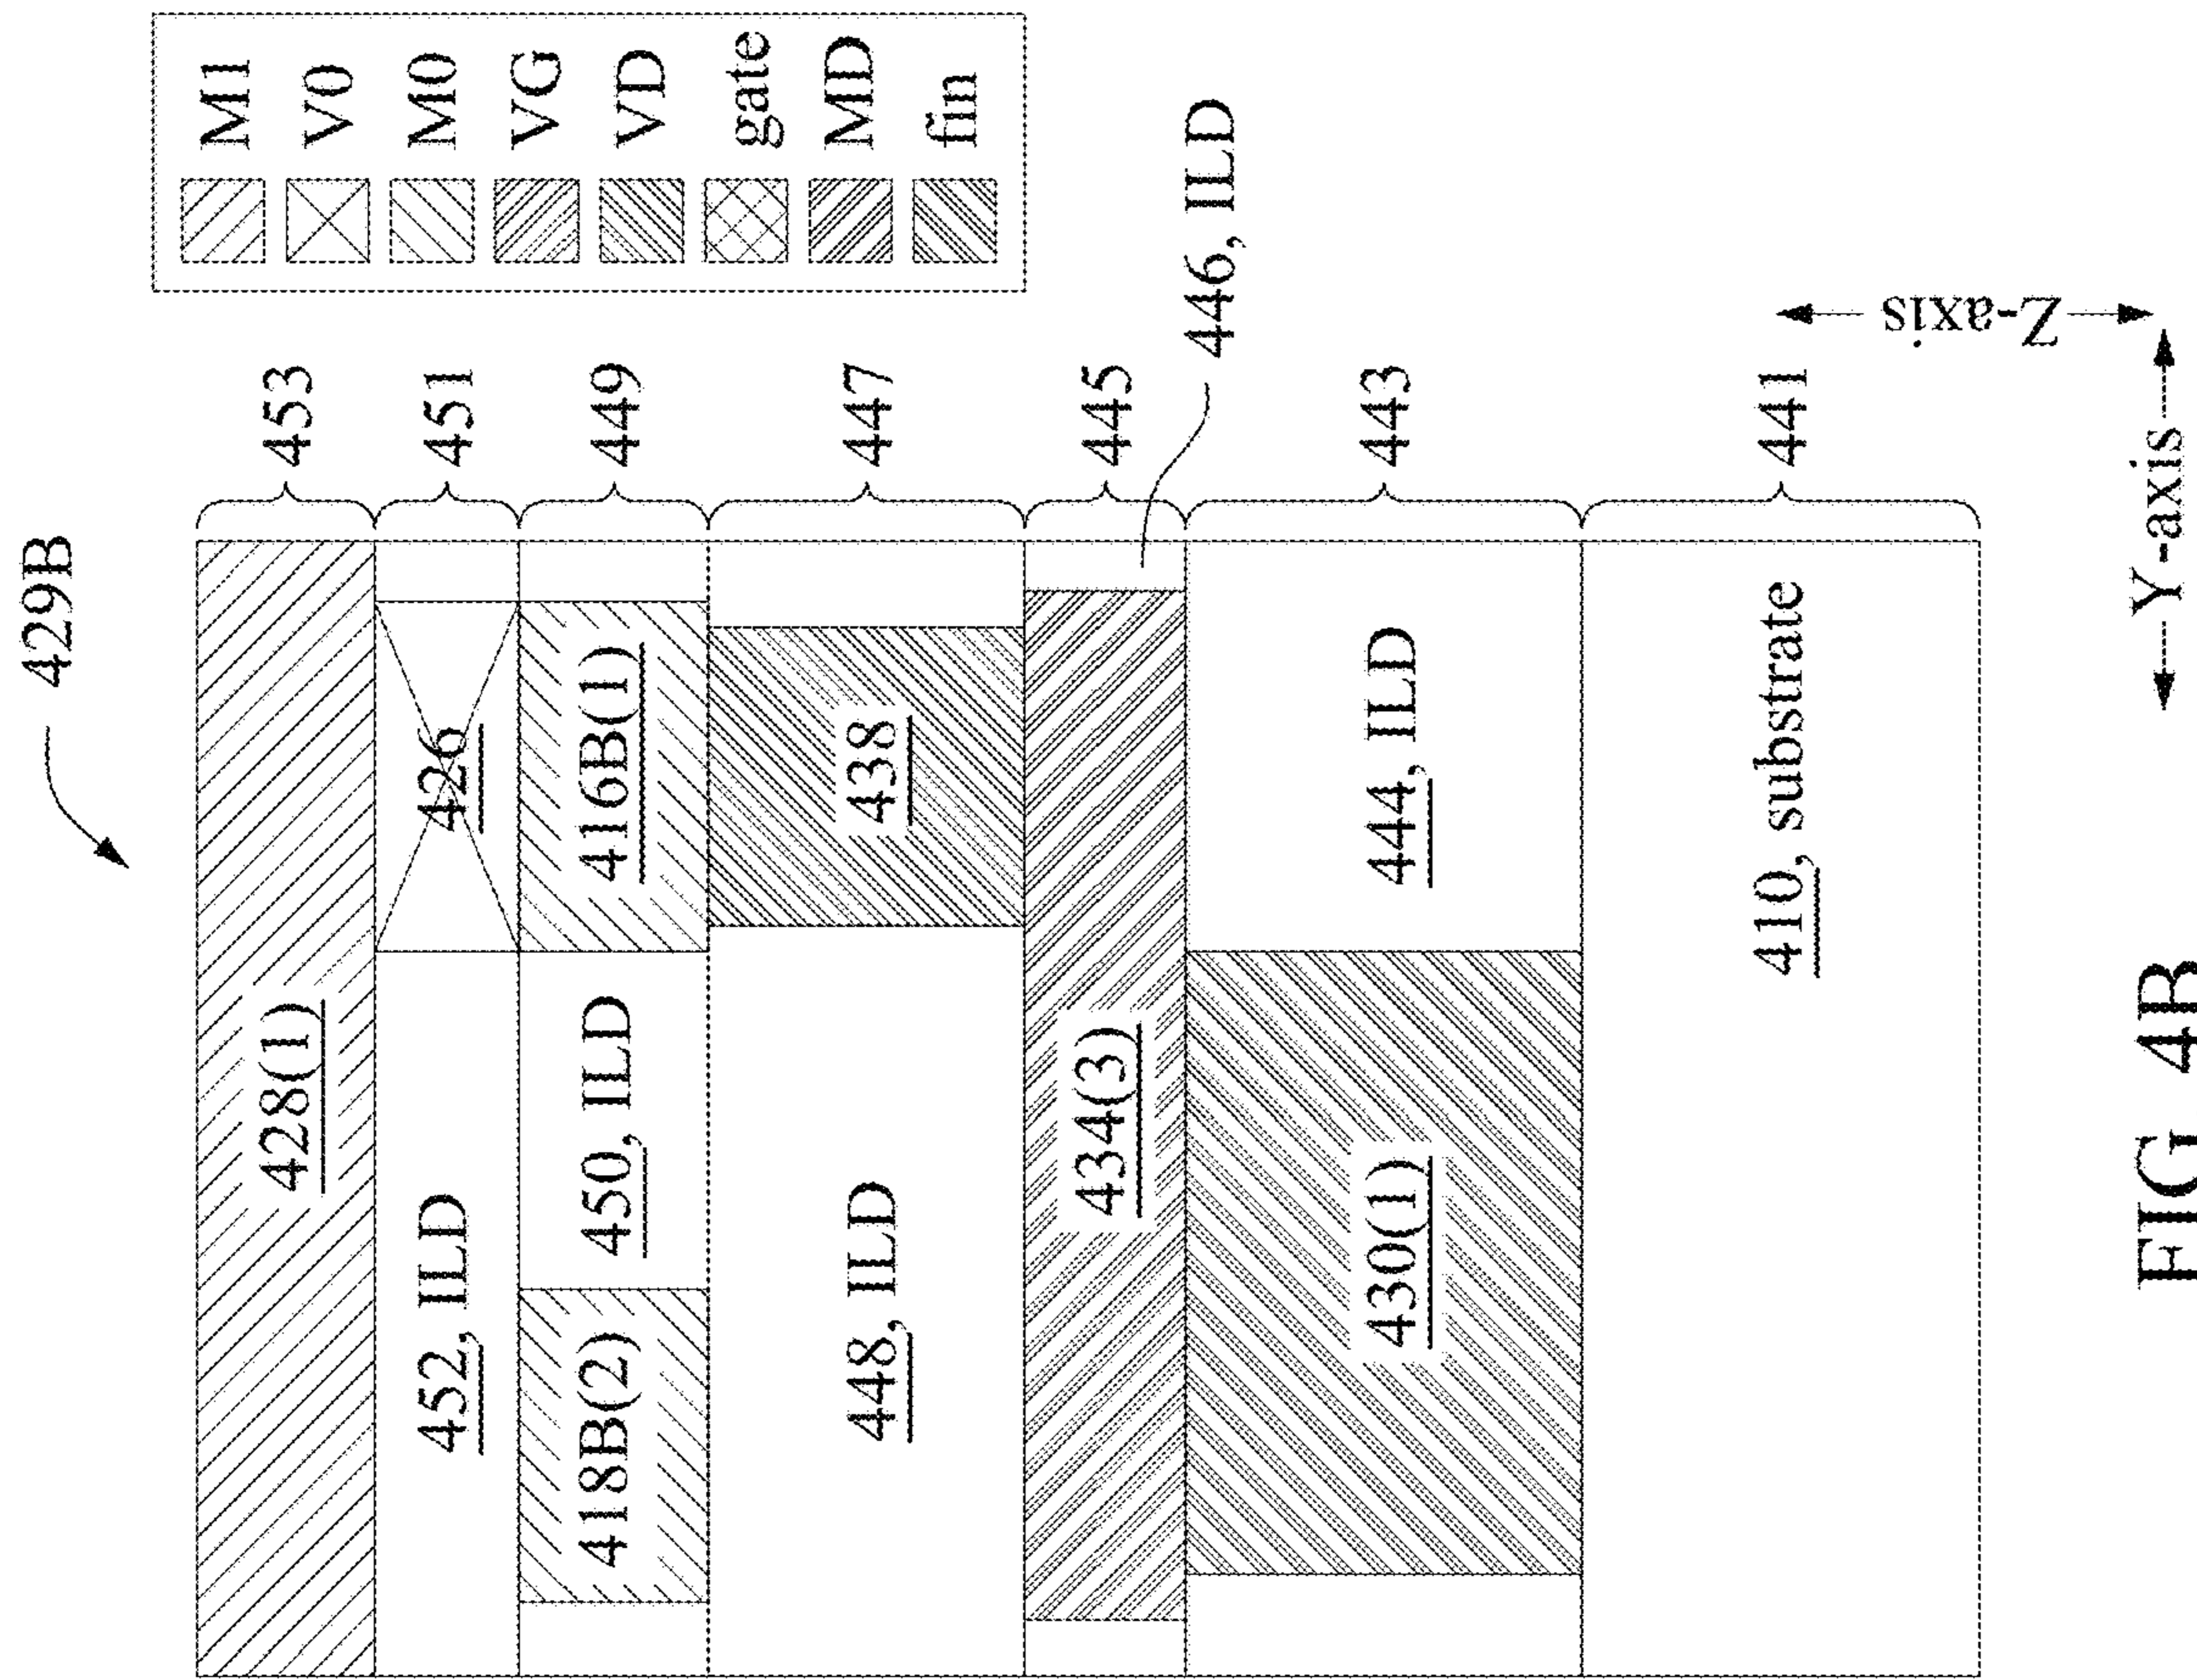 429B
M1
V0
M0
VG
VD
gate
MD
fin
428(1)
453
452, ILD
426
451
418B(2)
450, ILD
416B(1)
449
448, ILD
438
447
434(3)
445
446, ILD
430(1)
444, ILD
443
410, substrate
441
Z-axis
Y-axis
FIG 4B